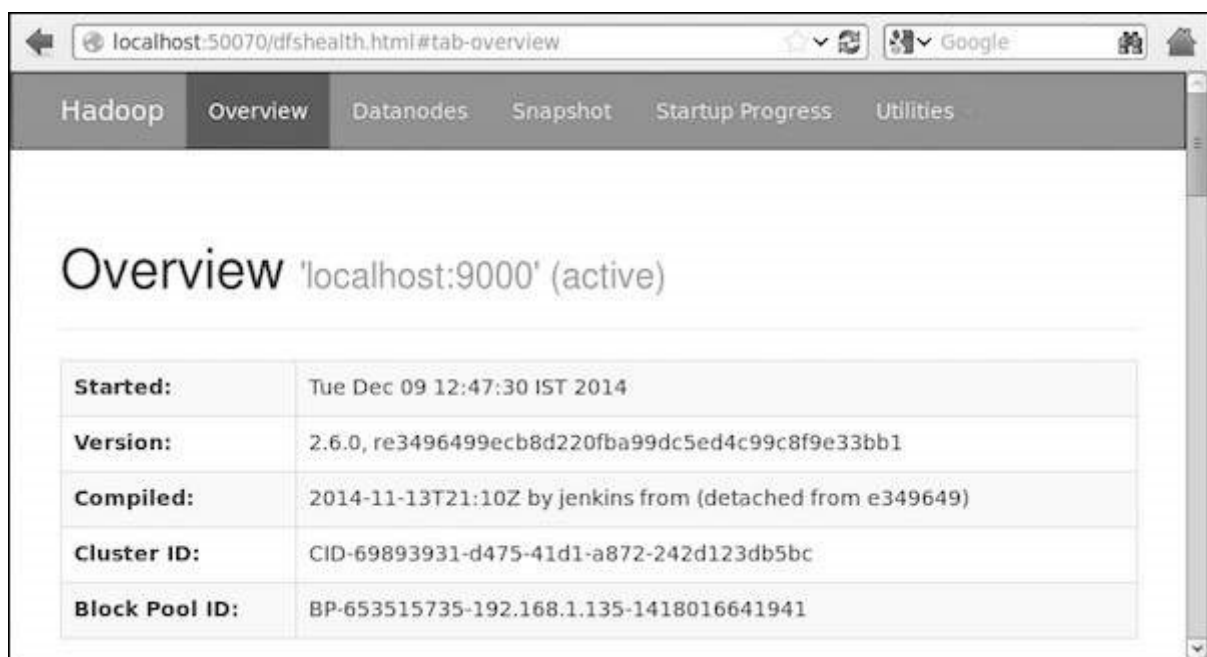 localhost:50070/dfshealth.html#tab-overview Google
Hadoop Overview Datanodes Snapshot Startup Progress Utilities
Overview 'localhost:9000' (active)
Started: Tue Dec 09 12:47:30 IST 2014
Version: 2.6.0, re3496499ecb8d220fba99dc5ed4c99c8f9e33bb1
Compiled: 2014-11-13T21:10Z by jenkins from (detached from e349649)
Cluster ID: CID-69893931-d475-41d1-a872-242d123db5bc
Block Pool ID: BP-653515735-192.168.1.135-1418016641941